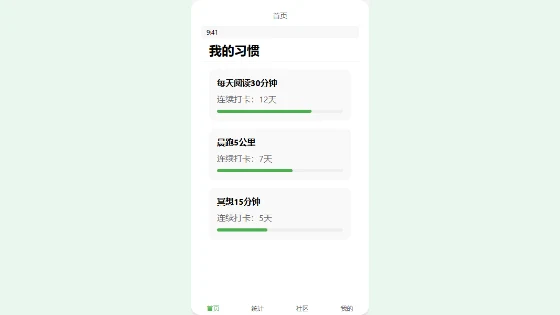 首页
9:41
我的习惯
每天阅读30分钟
连续打卡：12天
晨跑5公里
连续打卡：7天
冥想15分钟
连续打卡：5天
首页 统计 社区 我的